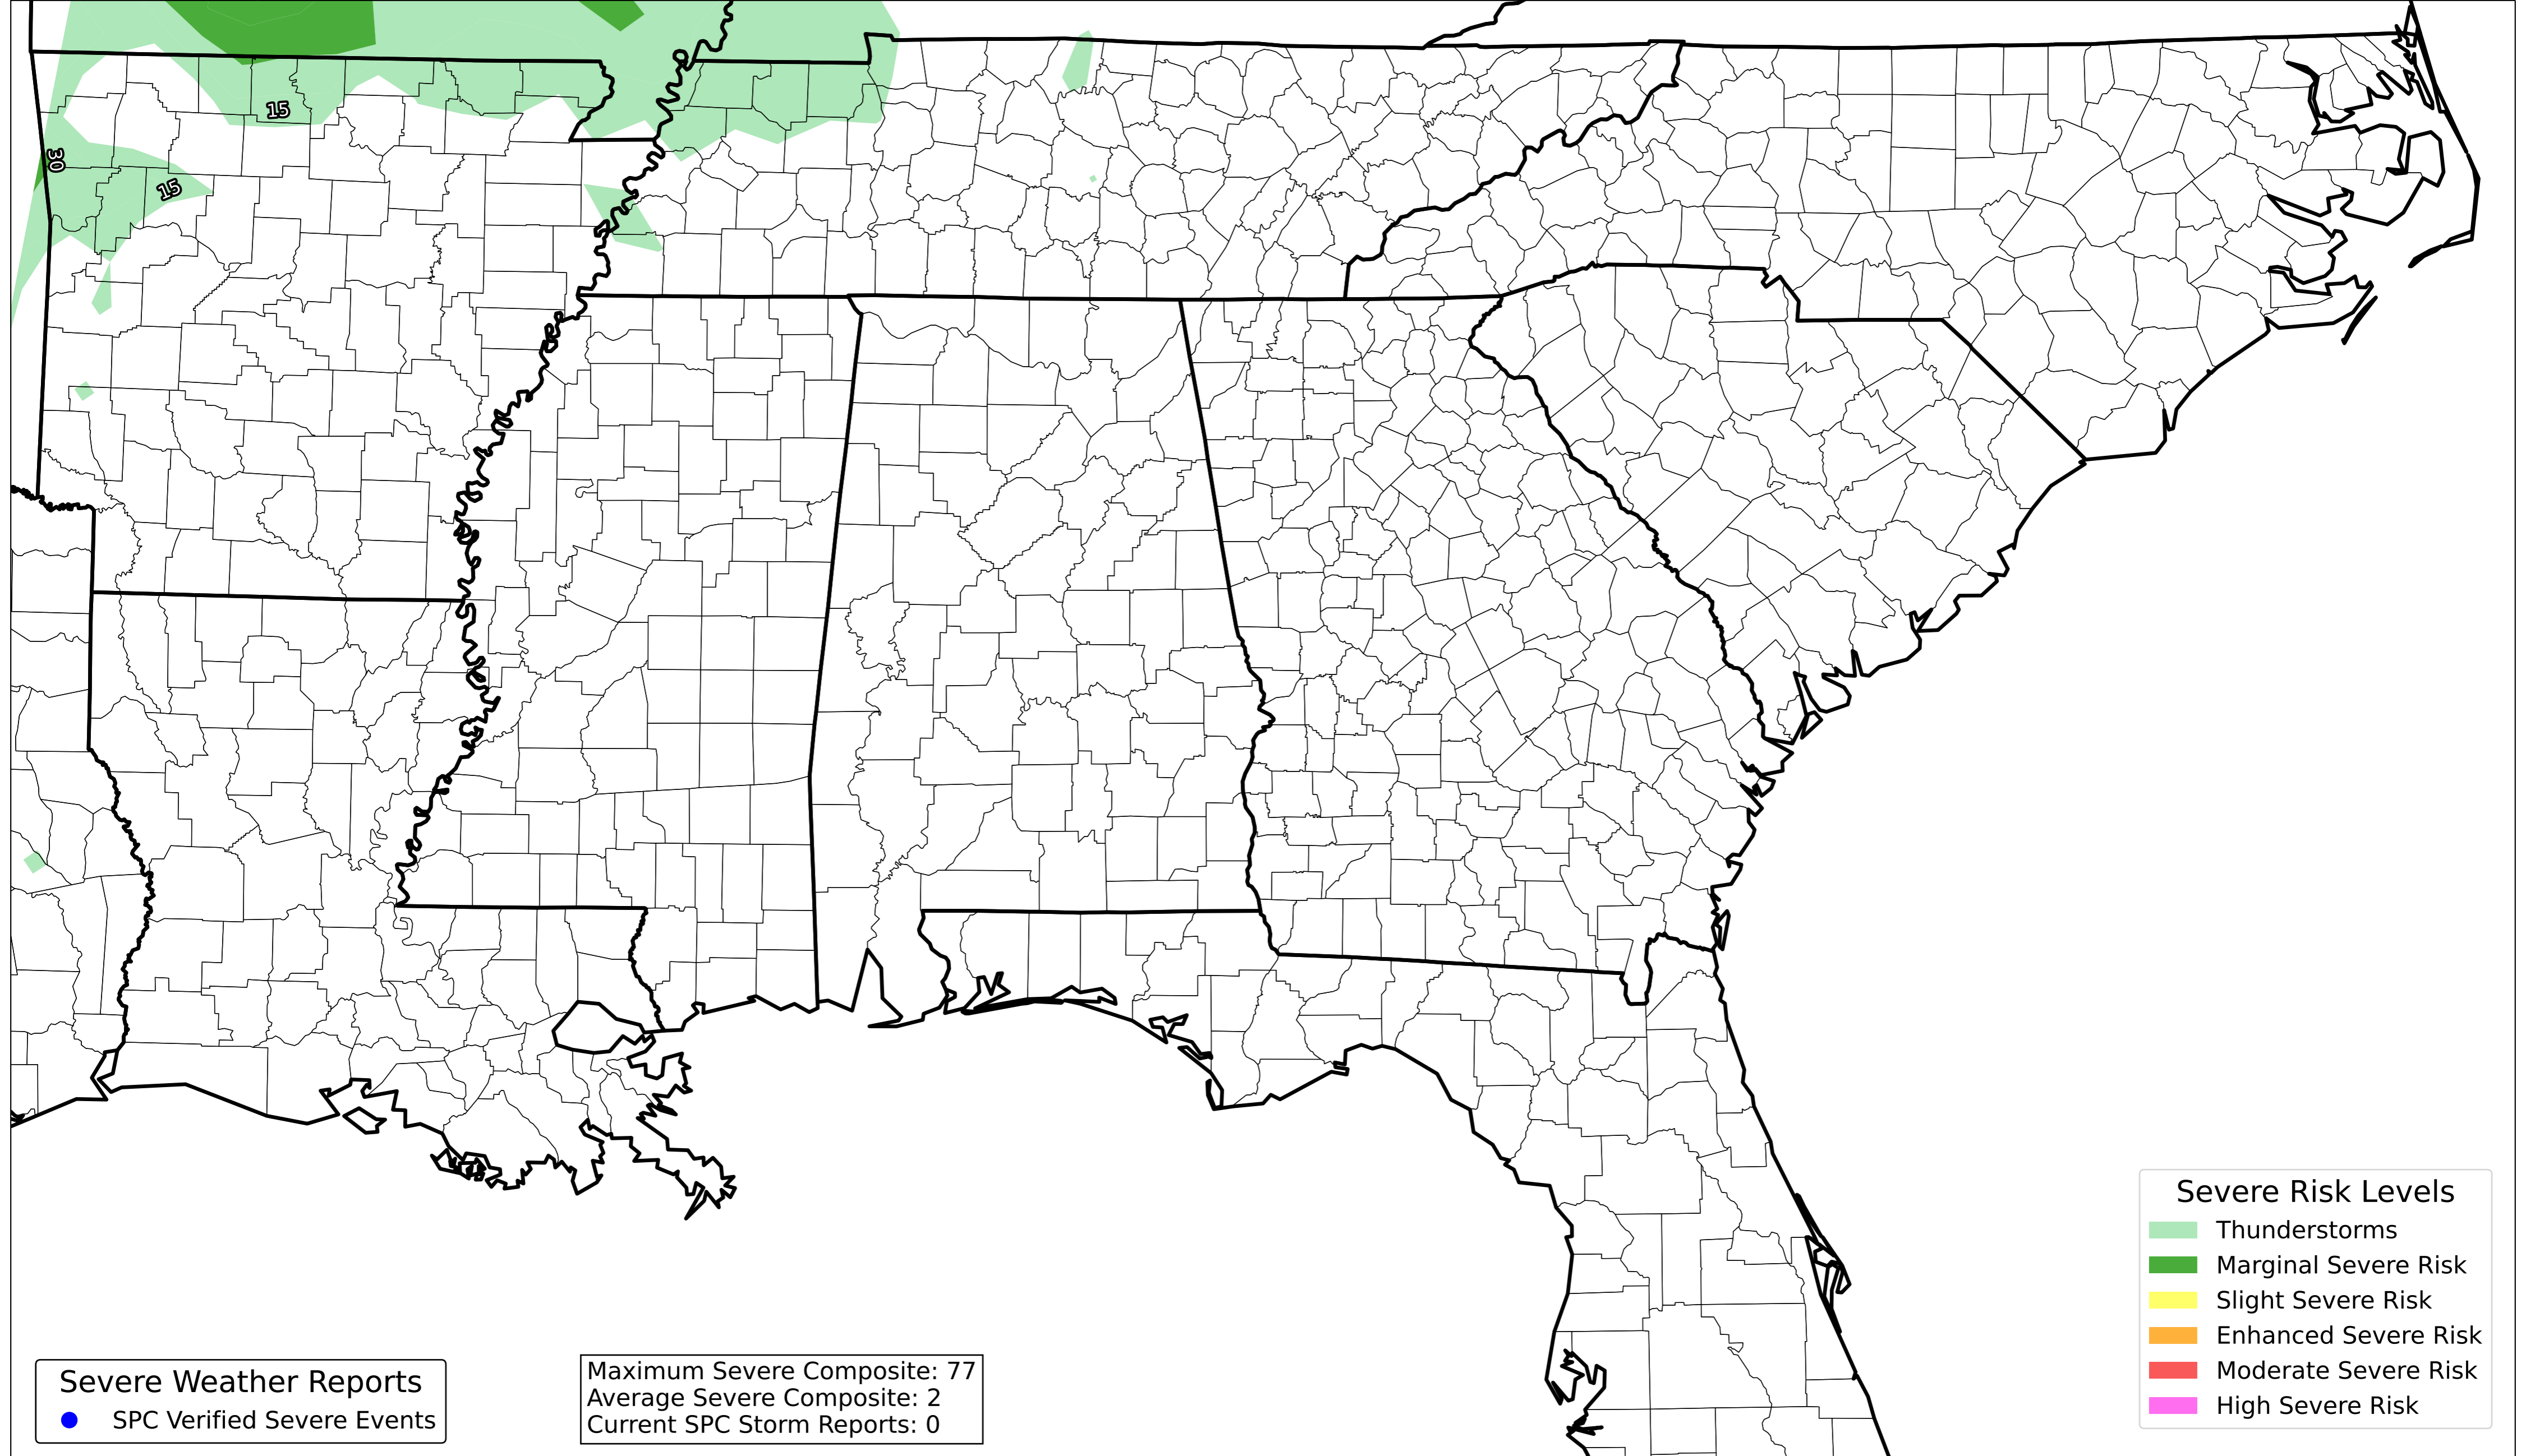 15
30
15
Severe Weather Reports
SPC Verified Severe Events
Maximum Severe Composite: 77
Average Severe Composite: 2
Current SPC Storm Reports: 0
Severe Risk Levels
Thunderstorms
Marginal Severe Risk
Slight Severe Risk
Enhanced Severe Risk
Moderate Severe Risk
High Severe Risk